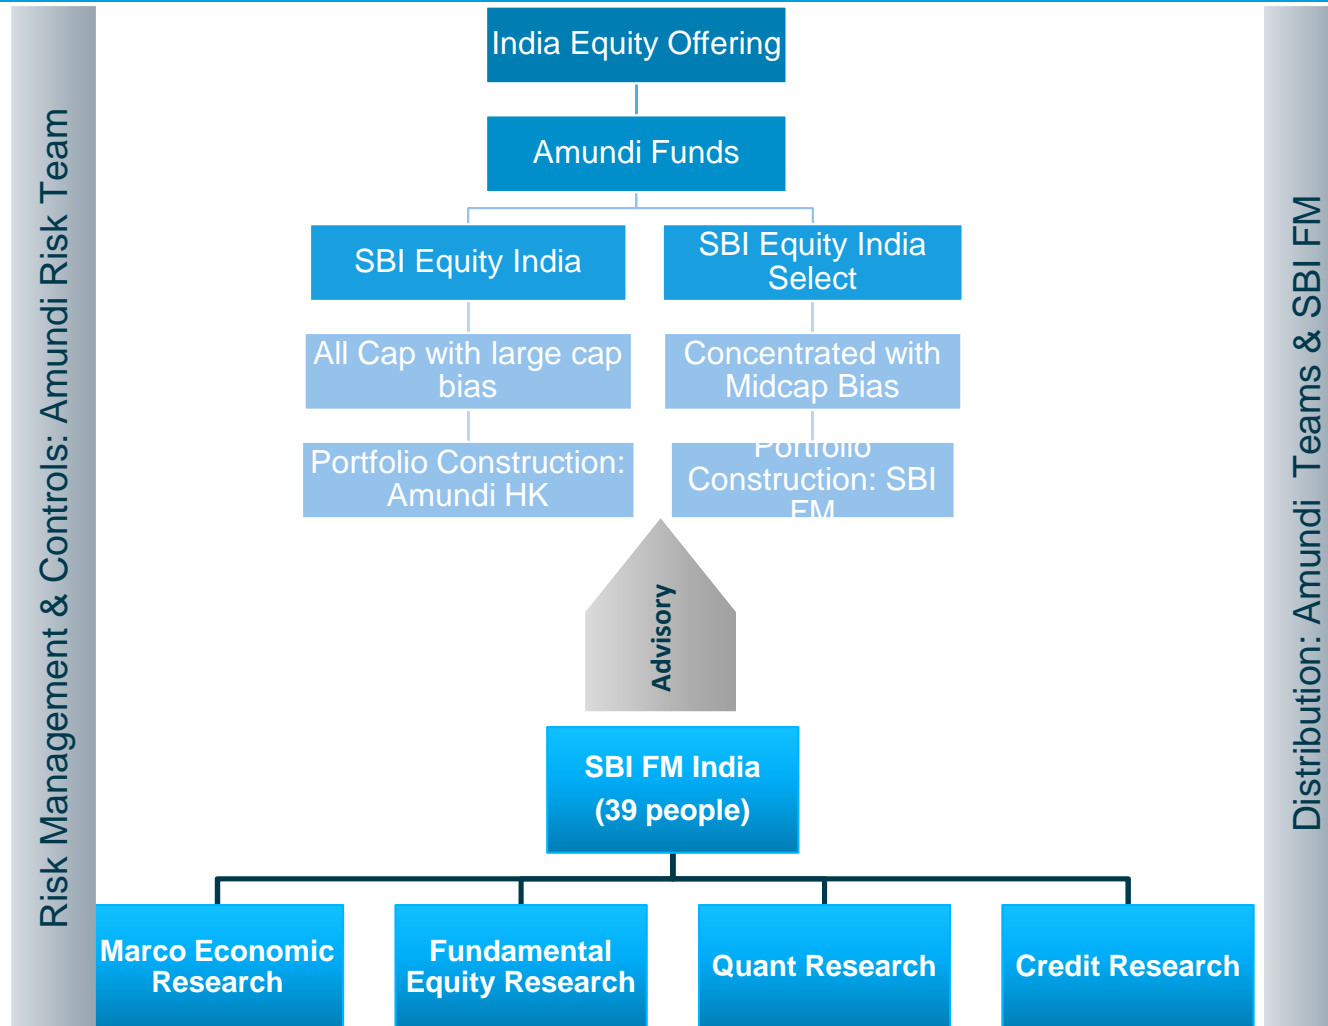 Risk Management & Controls: Amundi Risk Team
India Equity Offering
Amundi Funds
SBI Equity India
SBI Equity India
Select
All Cap with large cap
bias
Concentrated with
Midcap Bias
Portfolio Construction:
Amundi HK
Portfolio
Construction: SBI
FM
Advisory
SBI FM India
(39 people)
Marco Economic
Research
Fundamental
Equity Research
Quant Research
Credit Research
Distribution: Amundi Teams & SBI FM